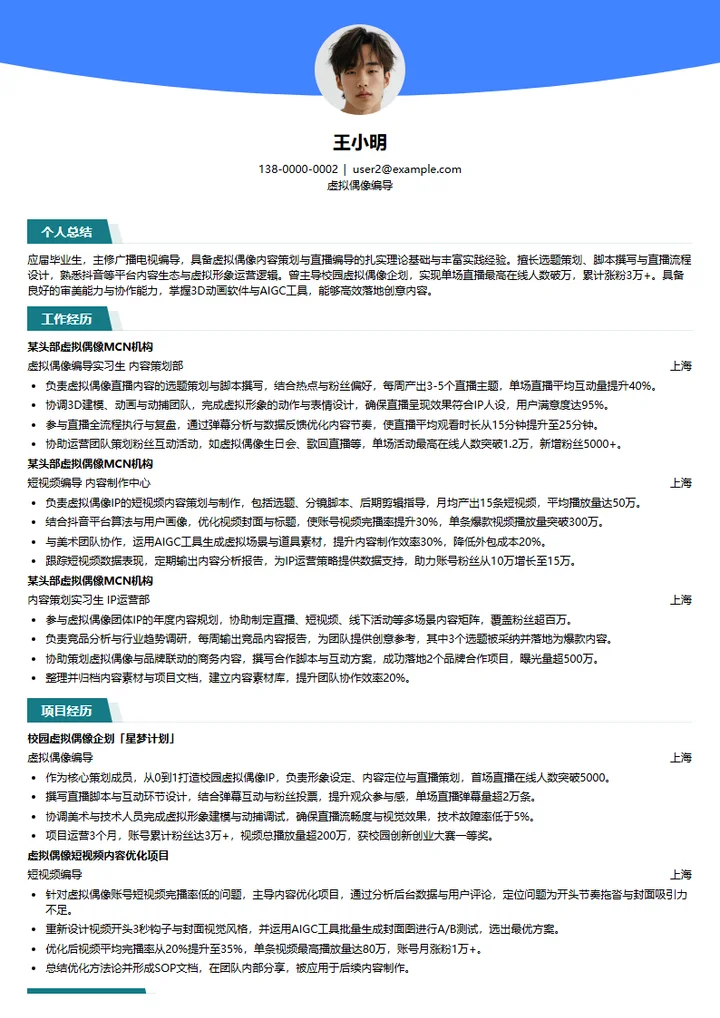 王小明
138-0000-0002 | user2@example.com
虚拟偶像编导
个人总结
应届毕业生，主修广播电视编导，具备虚拟偶像内容策划与直播编导的扎实理论基础与丰富实践经验。擅长选题策划、脚本撰写与直播流程
设计，熟悉抖音等平台内容生态与虚拟形象运营逻辑。曾主导校园虚拟偶像企划，实现单场直播最高在线人数破万，累计涨粉3万+。具备
良好的审美能力与协作能力，掌握3D动画软件与AIGC工具，能够高效落地创意内容。
工作经历
某头部虚拟偶像MCN机构
虚拟偶像编导实习生 内容策划部 上海
• 负责虚拟偶像直播内容的选题策划与脚本撰写，结合热点与粉丝偏好，每周产出3-5个直播主题，单场直播平均互动量提升40%。
• 协调3D建模、动画与动捕团队，完成虚拟形象的动作与表情设计，确保直播呈现效果符合IP人设，用户满意度达95%。
• 参与直播全流程执行与复盘，通过弹幕分析与数据反馈优化内容节奏，使直播平均观看时长从15分钟提升至25分钟。
• 协助运营团队策划粉丝互动活动，如虚拟偶像生日会、歌回直播等，单场活动最高在线人数突破1.2万，新增粉丝5000+。
某头部虚拟偶像MCN机构
短视频编导 内容制作中心 上海
• 负责虚拟偶像IP的短视频内容策划与制作，包括选题、分镜脚本、后期剪辑指导，月均产出15条短视频，平均播放量达50万。
• 结合抖音平台算法与用户画像，优化视频封面与标题，使账号视频完播率提升30%，单条爆款视频播放量突破300万。
• 与美术团队协作，运用AIGC工具生成虚拟场景与道具素材，提升内容制作效率30%，降低外包成本20%。
• 跟踪短视频数据表现，定期输出内容分析报告，为IP运营策略提供数据支持，助力账号粉丝从10万增长至15万。
某头部虚拟偶像MCN机构
内容策划实习生 IP运营部 上海
• 参与虚拟偶像团体IP的年度内容规划，协助制定直播、短视频、线下活动等多场景内容矩阵，覆盖粉丝超百万。
• 负责竞品分析与行业趋势调研，每周输出竞品内容报告，为团队提供创意参考，其中3个选题被采纳并落地为爆款内容。
• 协助策划虚拟偶像与品牌联动的商务内容，撰写合作脚本与互动方案，成功落地2个品牌合作项目，曝光量超500万。
• 整理并归档内容素材与项目文档，建立内容素材库，提升团队协作效率20%。
项目经历
校园虚拟偶像企划「星梦计划」
虚拟偶像编导 上海
• 作为核心策划成员，从0到1打造校园虚拟偶像IP，负责形象设定、内容定位与直播策划，首场直播在线人数突破5000。
• 撰写直播脚本与互动环节设计，结合弹幕互动与粉丝投票，提升观众参与感，单场直播弹幕量超2万条。
• 协调美术与技术人员完成虚拟形象建模与动捕调试，确保直播流畅度与视觉效果，技术故障率低于5%。
• 项目运营3个月，账号累计粉丝达3万+，视频总播放量超200万，获校园创新创业大赛一等奖。
虚拟偶像短视频内容优化项目
短视频编导 上海
• 针对虚拟偶像账号短视频完播率低的问题，主导内容优化项目，通过分析后台数据与用户评论，定位问题为开头节奏拖沓与封面吸引力
不足。
• 重新设计视频开头3秒钩子与封面视觉风格，并运用AIGC工具批量生成封面图进行A/B测试，选出最优方案。
• 优化后视频平均完播率从20%提升至35%，单条视频最高播放量达80万，账号月涨粉1万+。
• 总结优化方法论并形成SOP文档，在团队内部分享，被应用于后续内容制作。